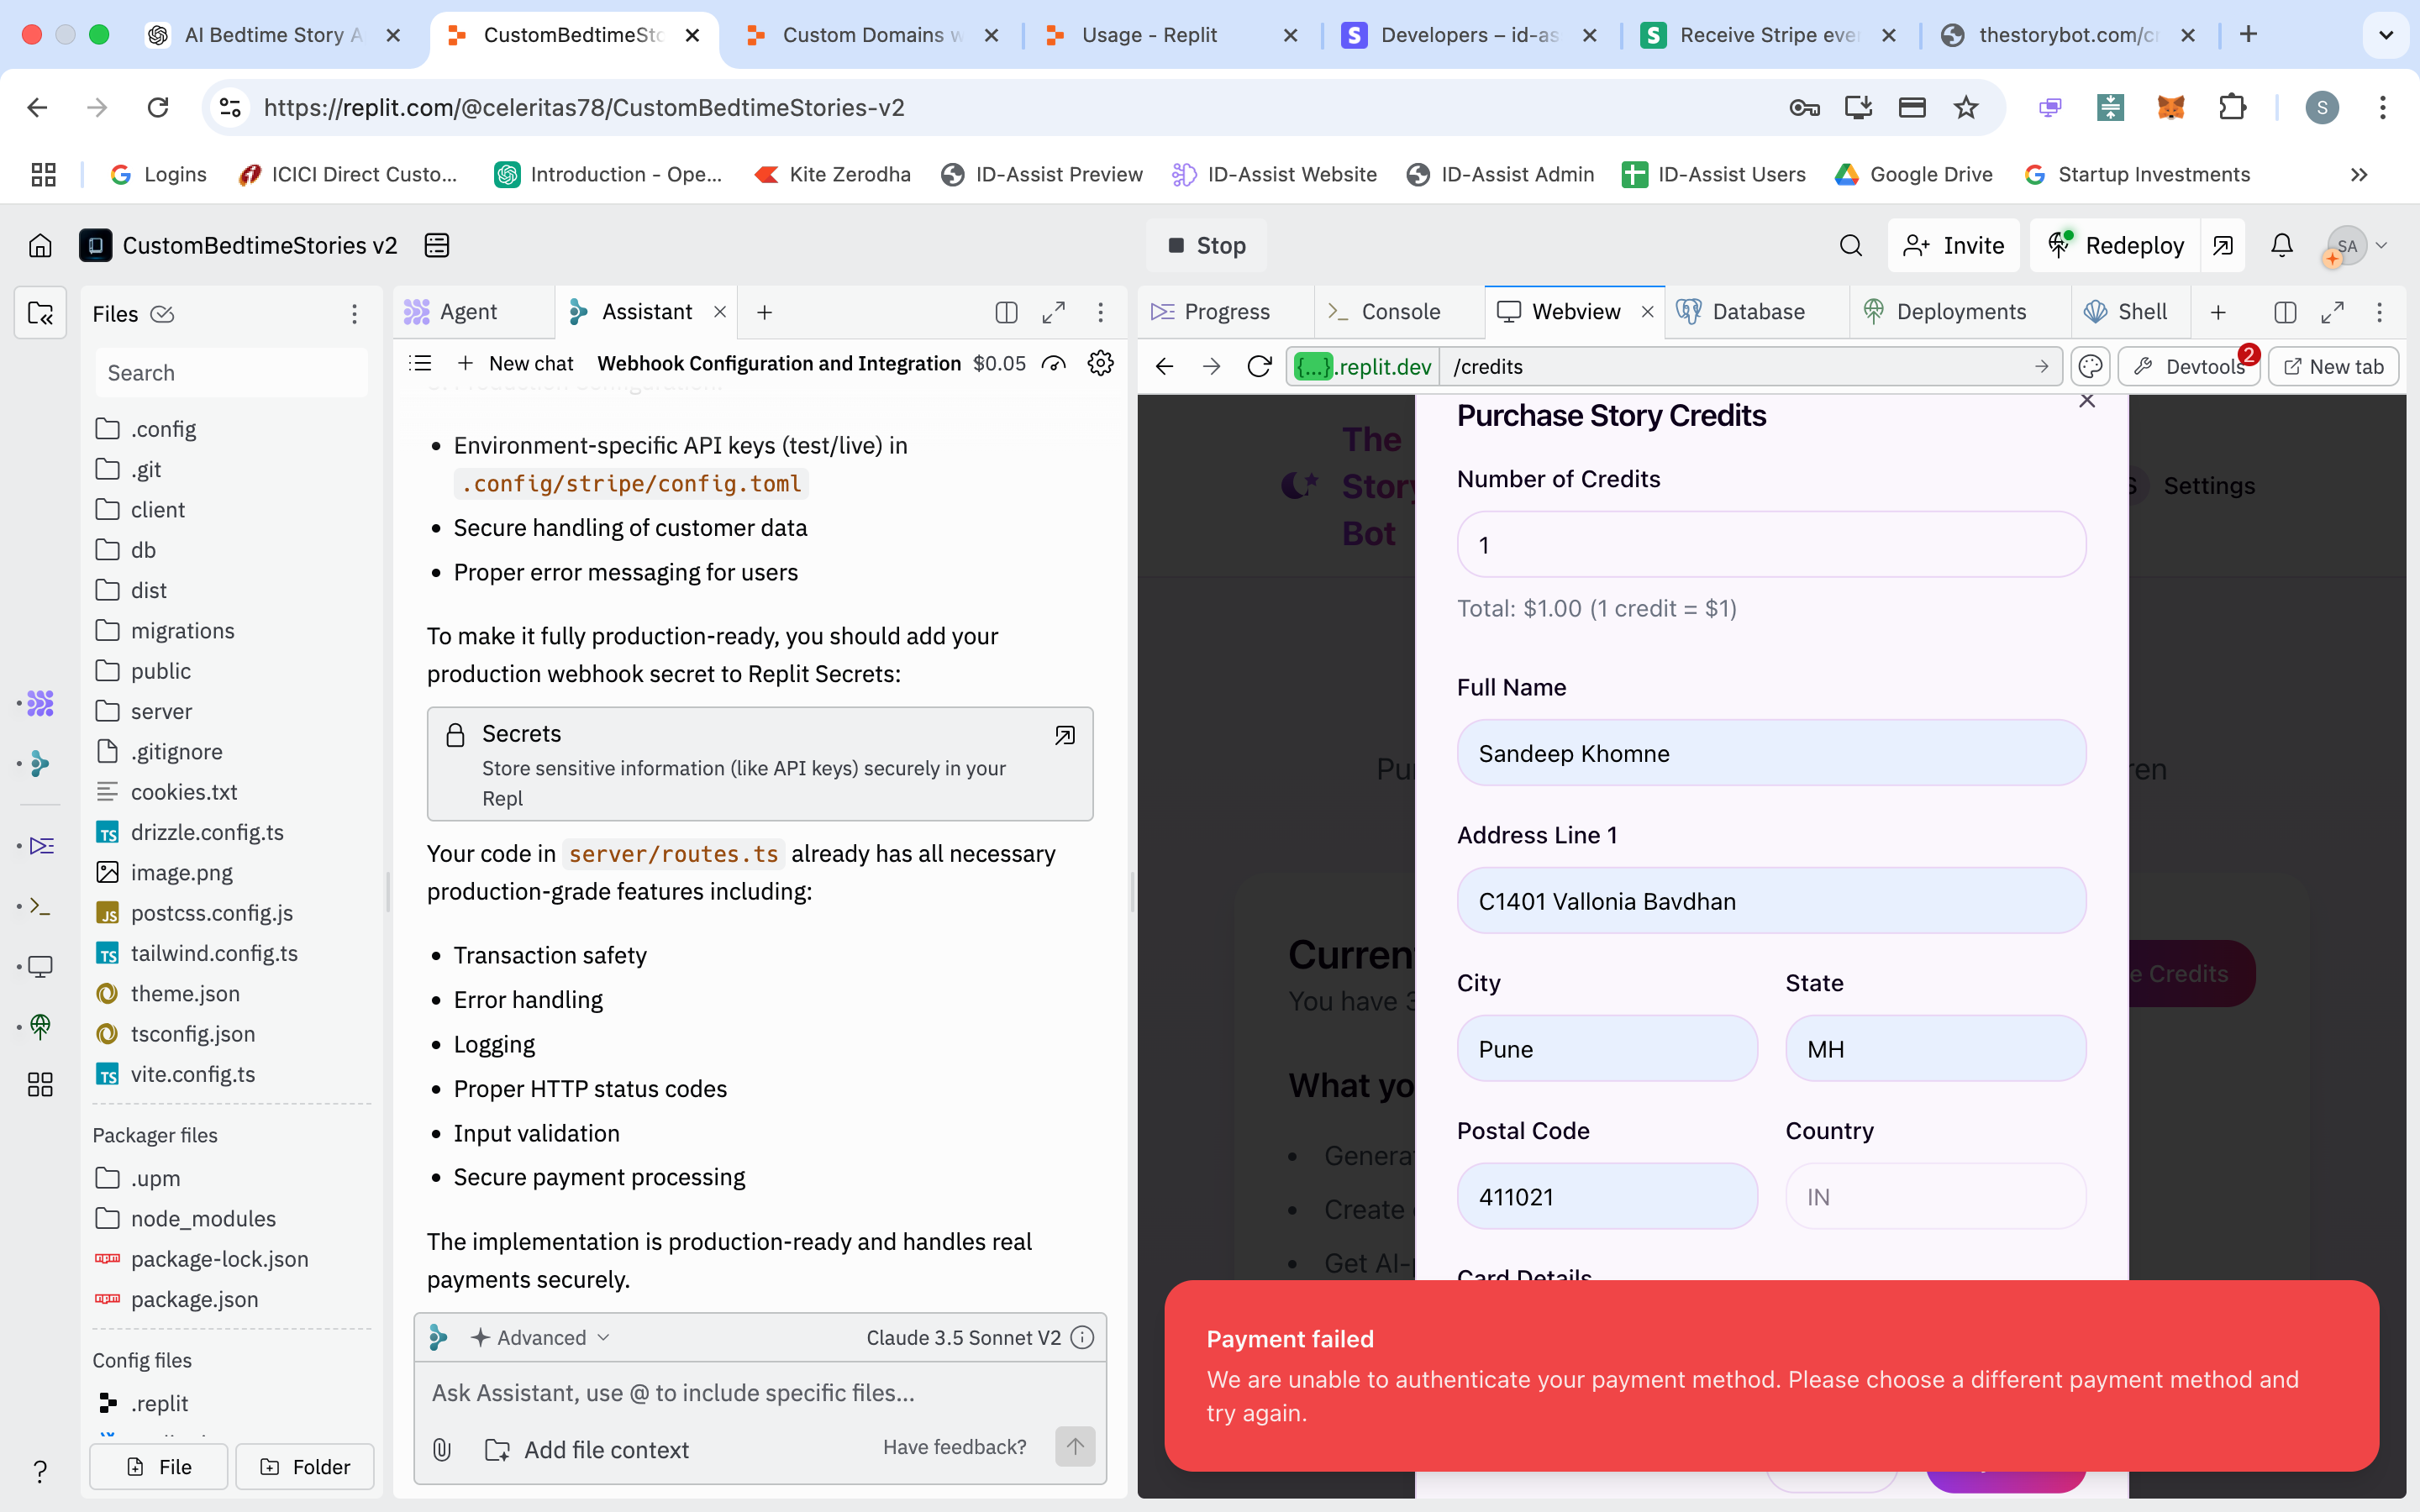 AI Bedtime Story A
CustomBedtimeSto
Custom Domains w
Usage - Replit
Developers – id-as
Receive Stripe eve
thestorybot.com/c
https://replit.com/@celeritas78/CustomBedtimeStories-v2
S
Logins
ICICI Direct Custo...
Introduction - Ope...
Kite Zerodha
ID-Assist Preview
ID-Assist Website
ID-Assist Admin
ID-Assist Users
Google Drive
Startup Investments
CustomBedtimeStories v2
Stop
Invite
Redeploy
SA
Files
Search
.config
.git
client
db
dist
migrations
public
server
.gitignore
cookies.txt
drizzle.config.ts
image.png
postcss.config.js
tailwind.config.ts
theme.json
tsconfig.json
vite.config.ts
Packager files
.upm
node_modules
package-lock.json
package.json
Config files
.replit
File
Folder
Agent
Assistant
New chat
Webhook Configuration and Integration
$0.05
• Environment-specific API keys (test/live) in
.config/stripe/config.toml
• Secure handling of customer data
• Proper error messaging for users
To make it fully production-ready, you should add your
production webhook secret to Replit Secrets:
Secrets
Store sensitive information (like API keys) securely in your
Repl
Your code in server/routes.ts already has all necessary
production-grade features including:
• Transaction safety
• Error handling
• Logging
• Proper HTTP status codes
• Input validation
• Secure payment processing
The implementation is production-ready and handles real
payments securely.
Advanced
Claude 3.5 Sonnet V2
Ask Assistant, use @ to include specific files...
Add file context
Have feedback?
Progress
Console
Webview
Database
Deployments
Shell
{...}.replit.dev
/credits
Devtools
2
New tab
The
Story
Bot
Settings
Curren
You have 3
e Credits
What yo
Genera
Create
Get AI-
Purchase Story Credits
Number of Credits
1
Total: $1.00 (1 credit = $1)
Full Name
Sandeep Khomne
Address Line 1
C1401 Vallonia Bavdhan
City
State
Pune
MH
Postal Code
Country
411021
IN
Card Details
Payment failed
We are unable to authenticate your payment method. Please choose a different payment method and
try again.